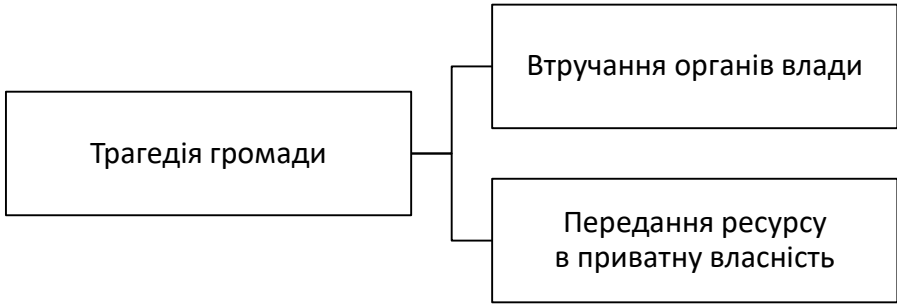 Втручання органів влади
Трагедія громади
Передання ресурсу
в приватну власність